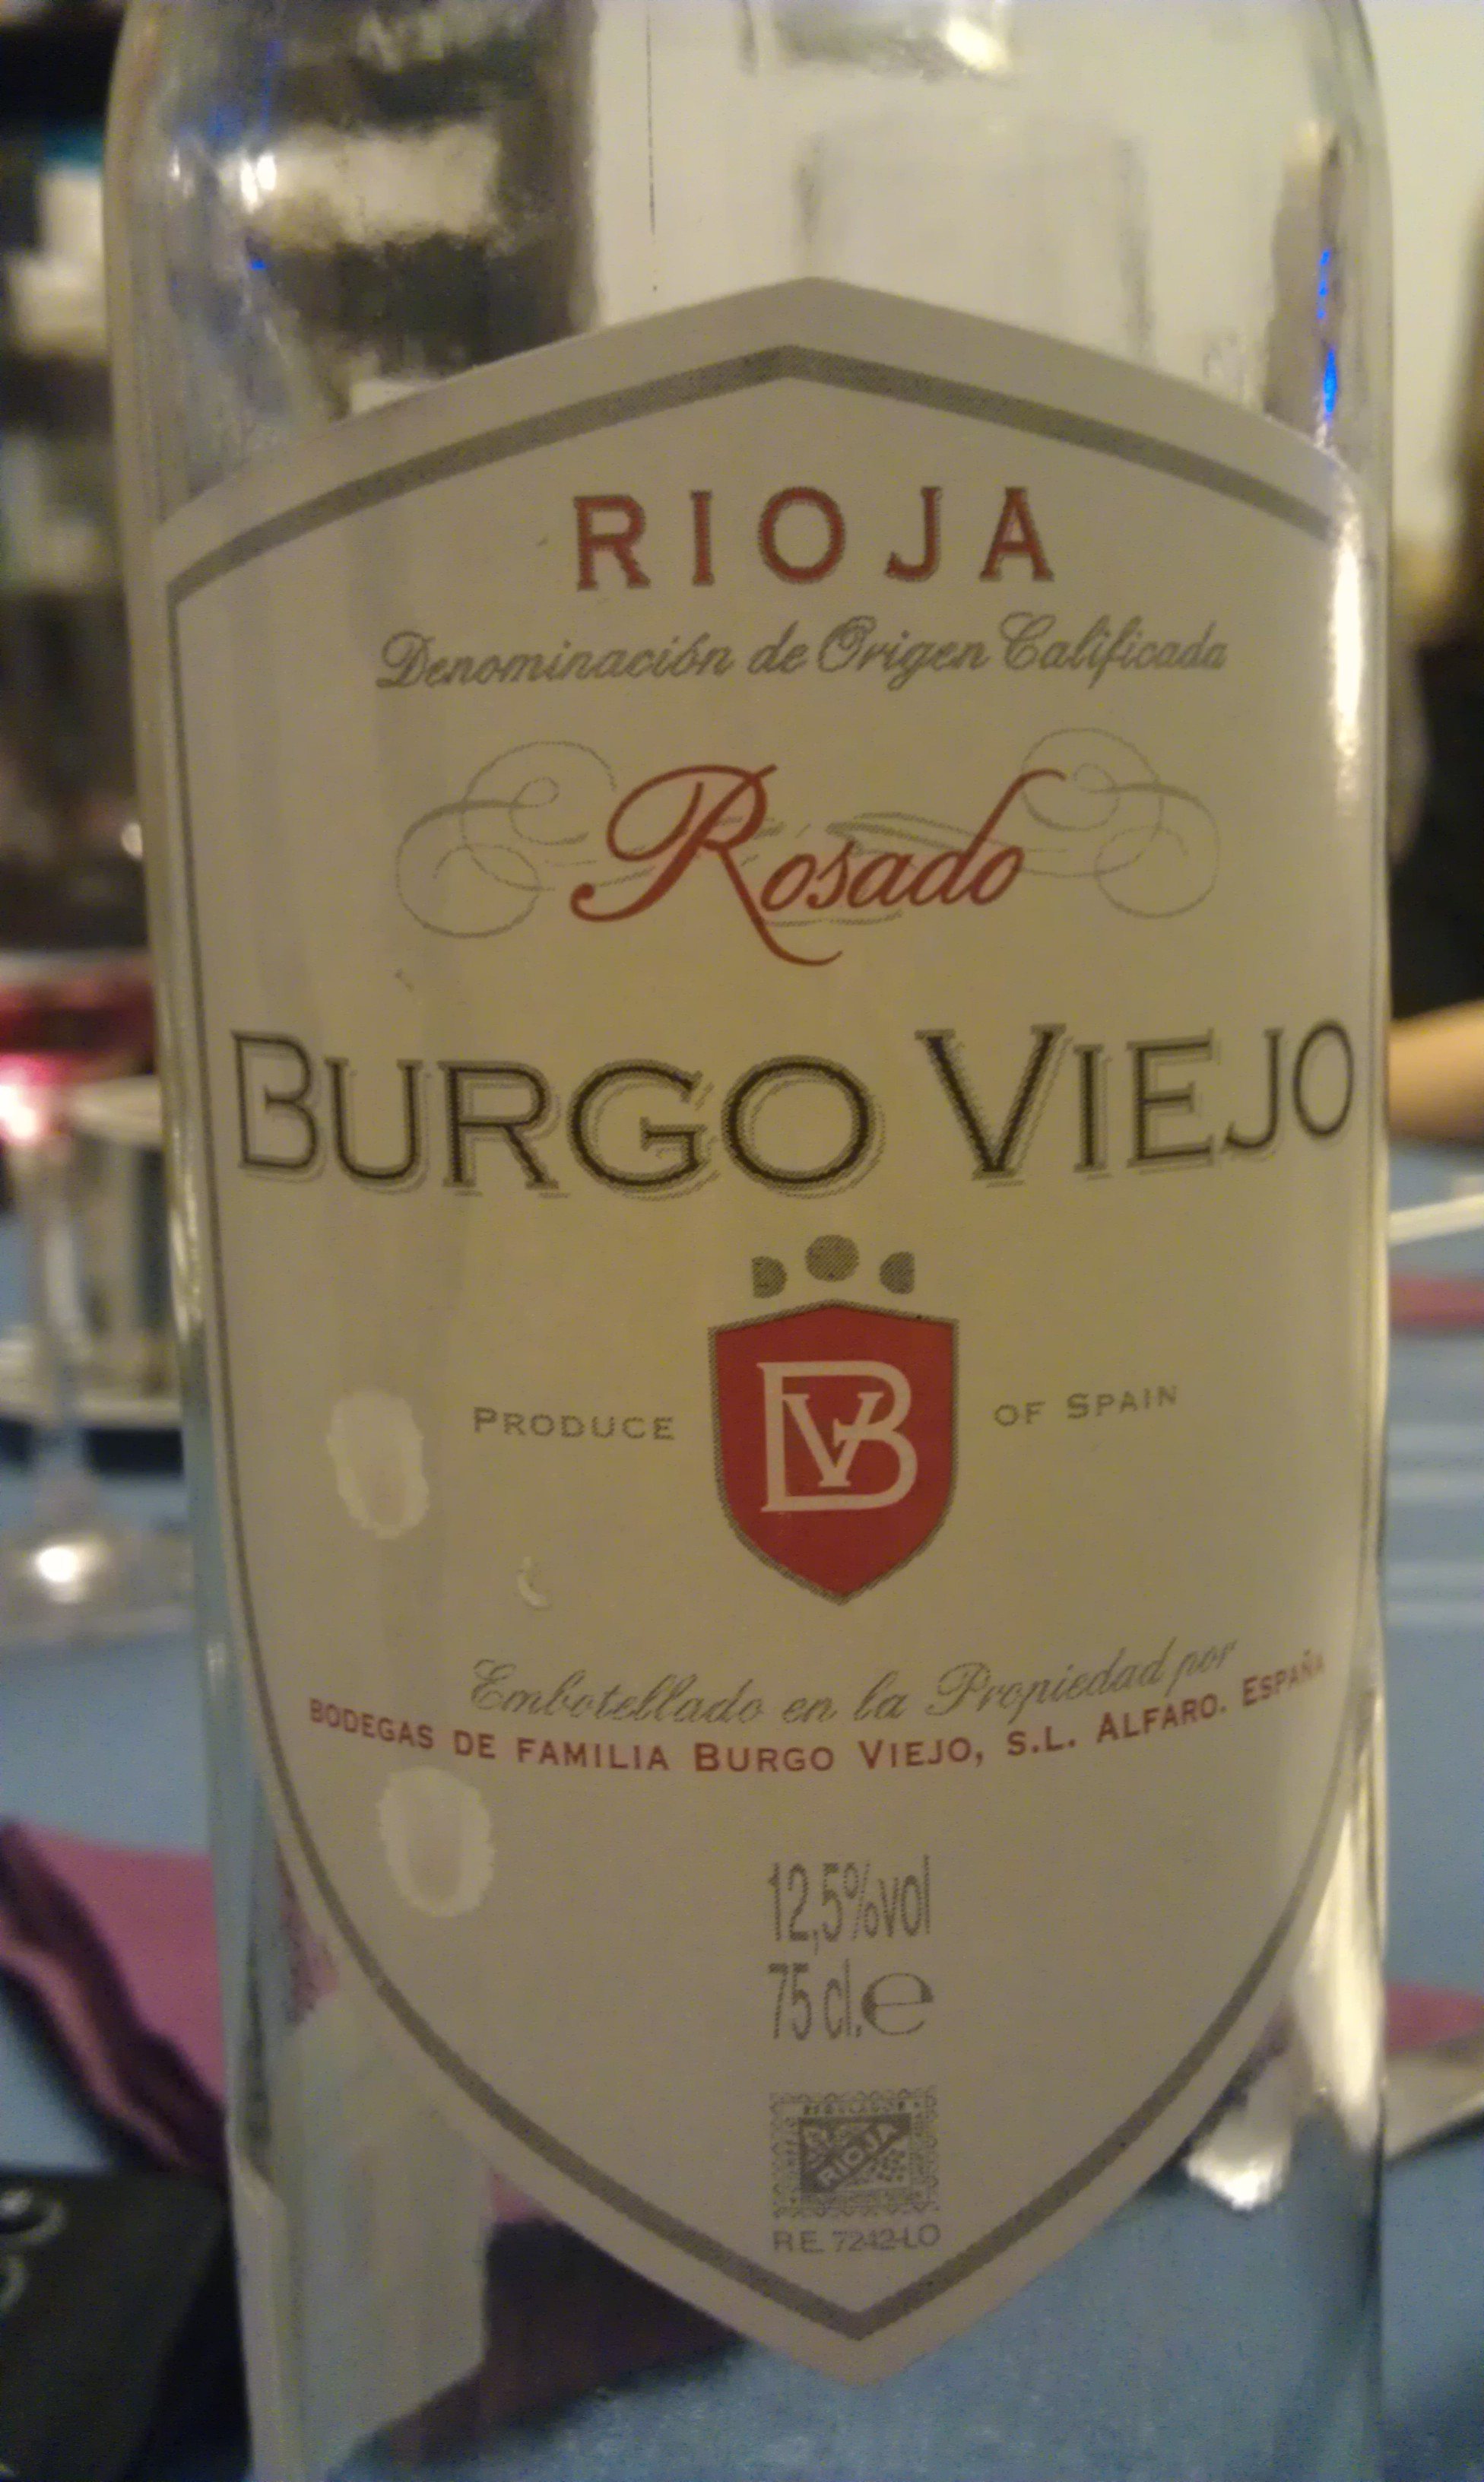 RIOJA
Denominación de Origen Calificada
Rosado
BURGO VIEJO
BV
PRODUCE OF SPAIN
Embotellado en la Propiedad por
BODEGAS DE FAMILIA BURGO VIEJO, S.L. ALFARO. ESPAÑA
12,5%vol
75 cl.e
RIOJA
R.E. 7242-LO